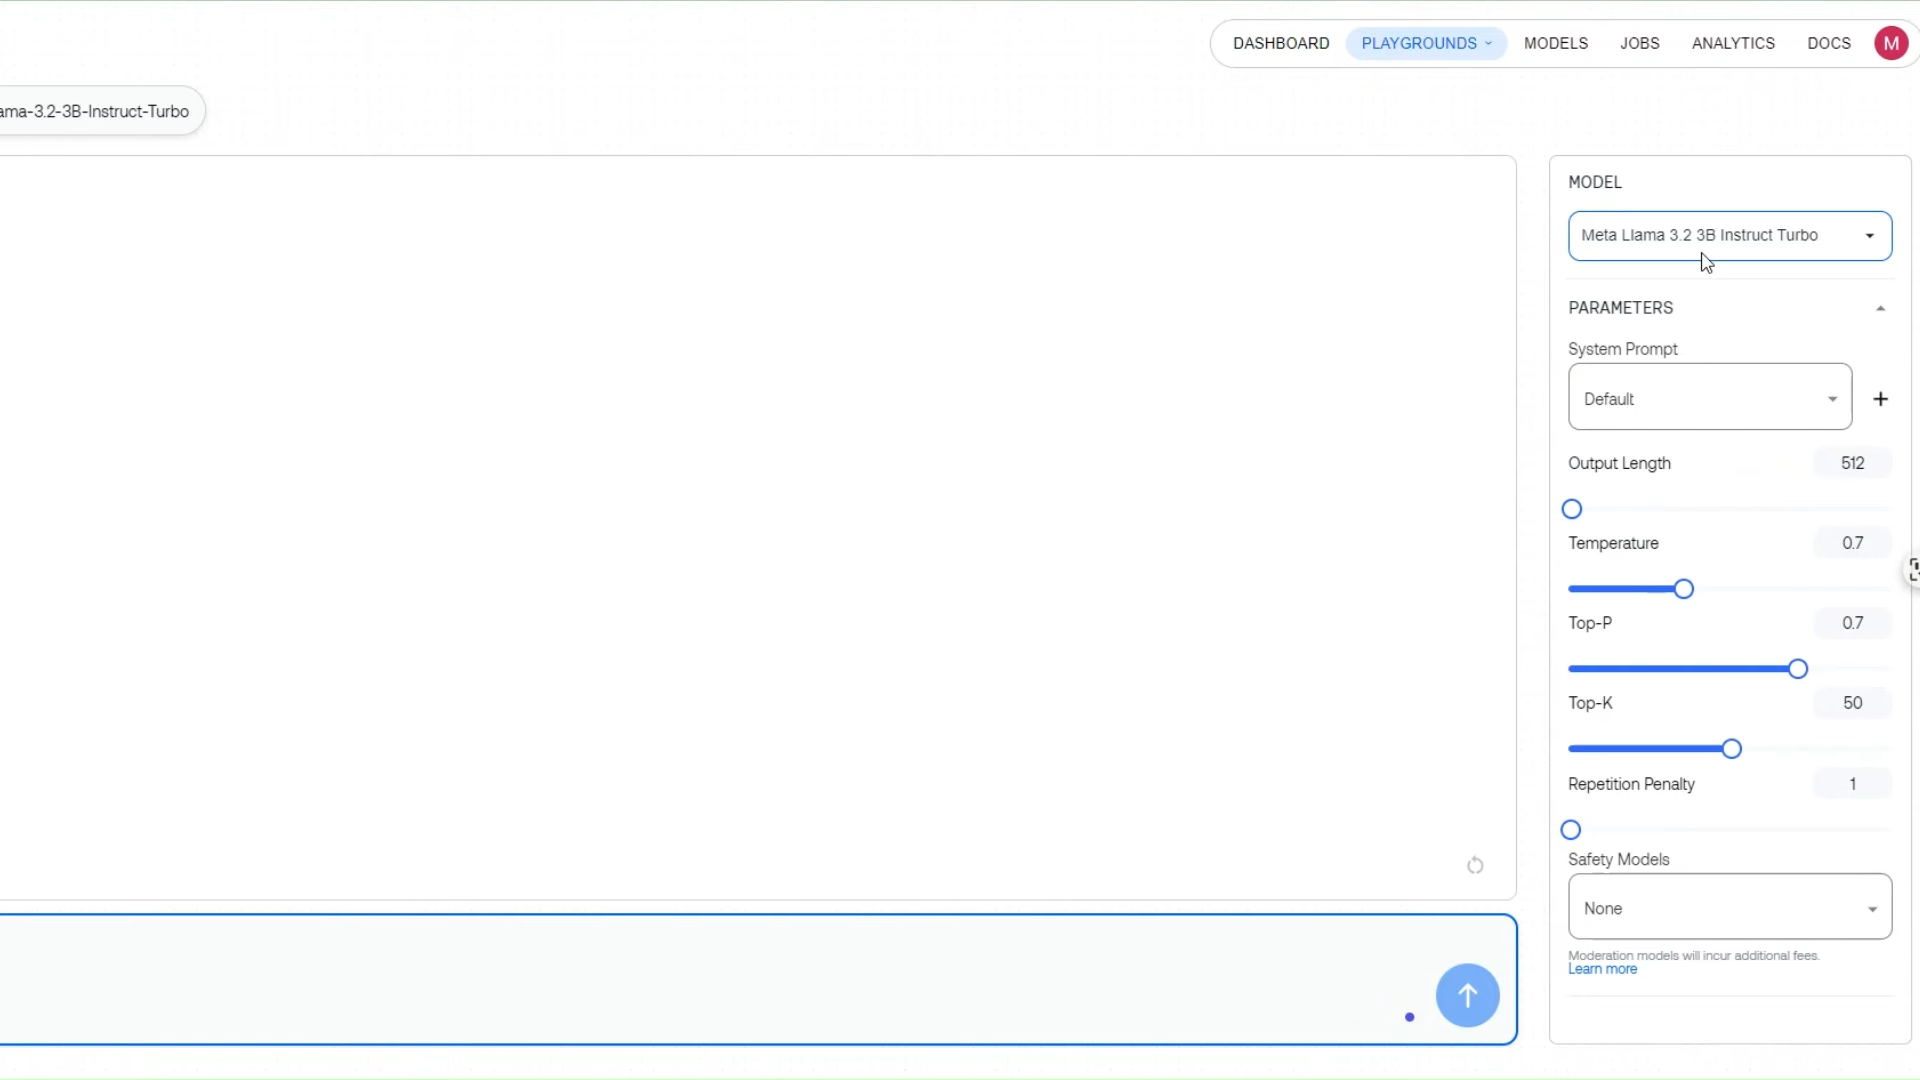 DASHBOARD PLAYGROUNDS MODELS JOBS ANALYTICS DOCS M
ama-3.2-3B-Instruct-Turbo
MODEL
Meta Llama 3.2 3B Instruct Turbo
PARAMETERS
System Prompt
Default +
Output Length 512
Temperature 0.7
Top-P 0.7
Top-K 50
Repetition Penalty 1
Safety Models
None
Moderation models will incur additional fees.
Learn more